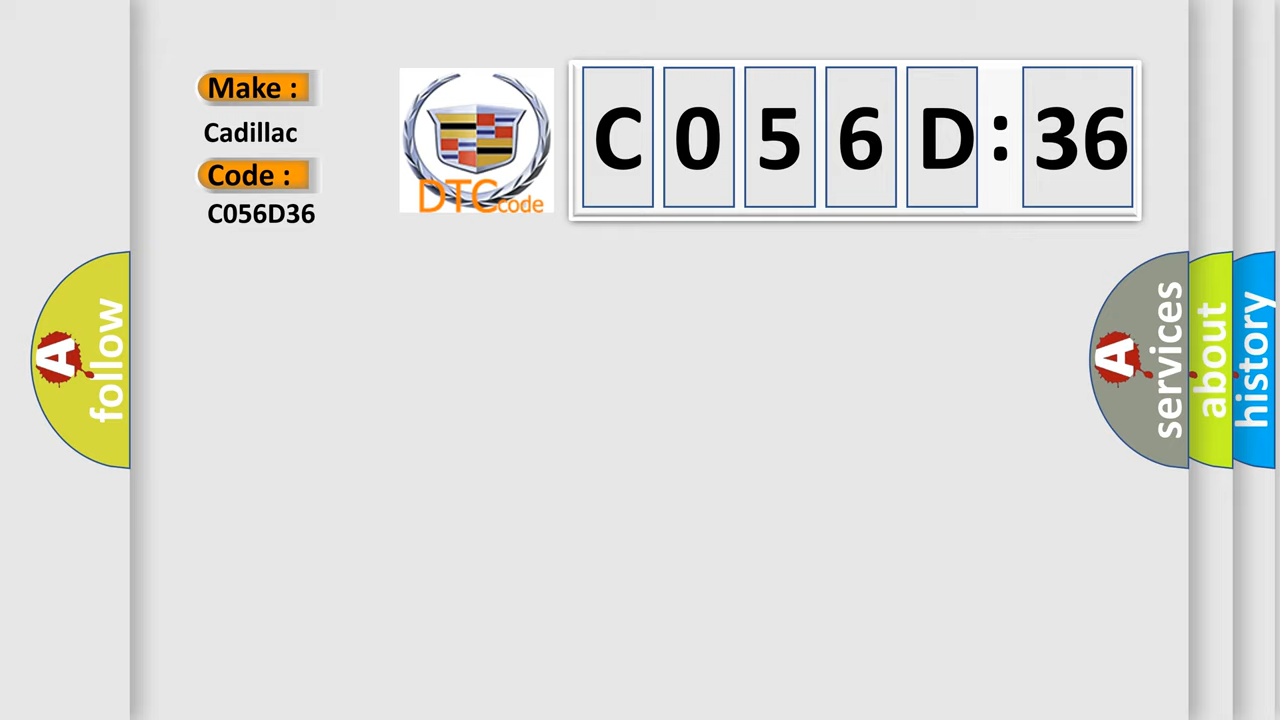 Make :
Cadillac
Code :
C056D36
DTCcode
C056D:36
A
follow
A
services
about
history